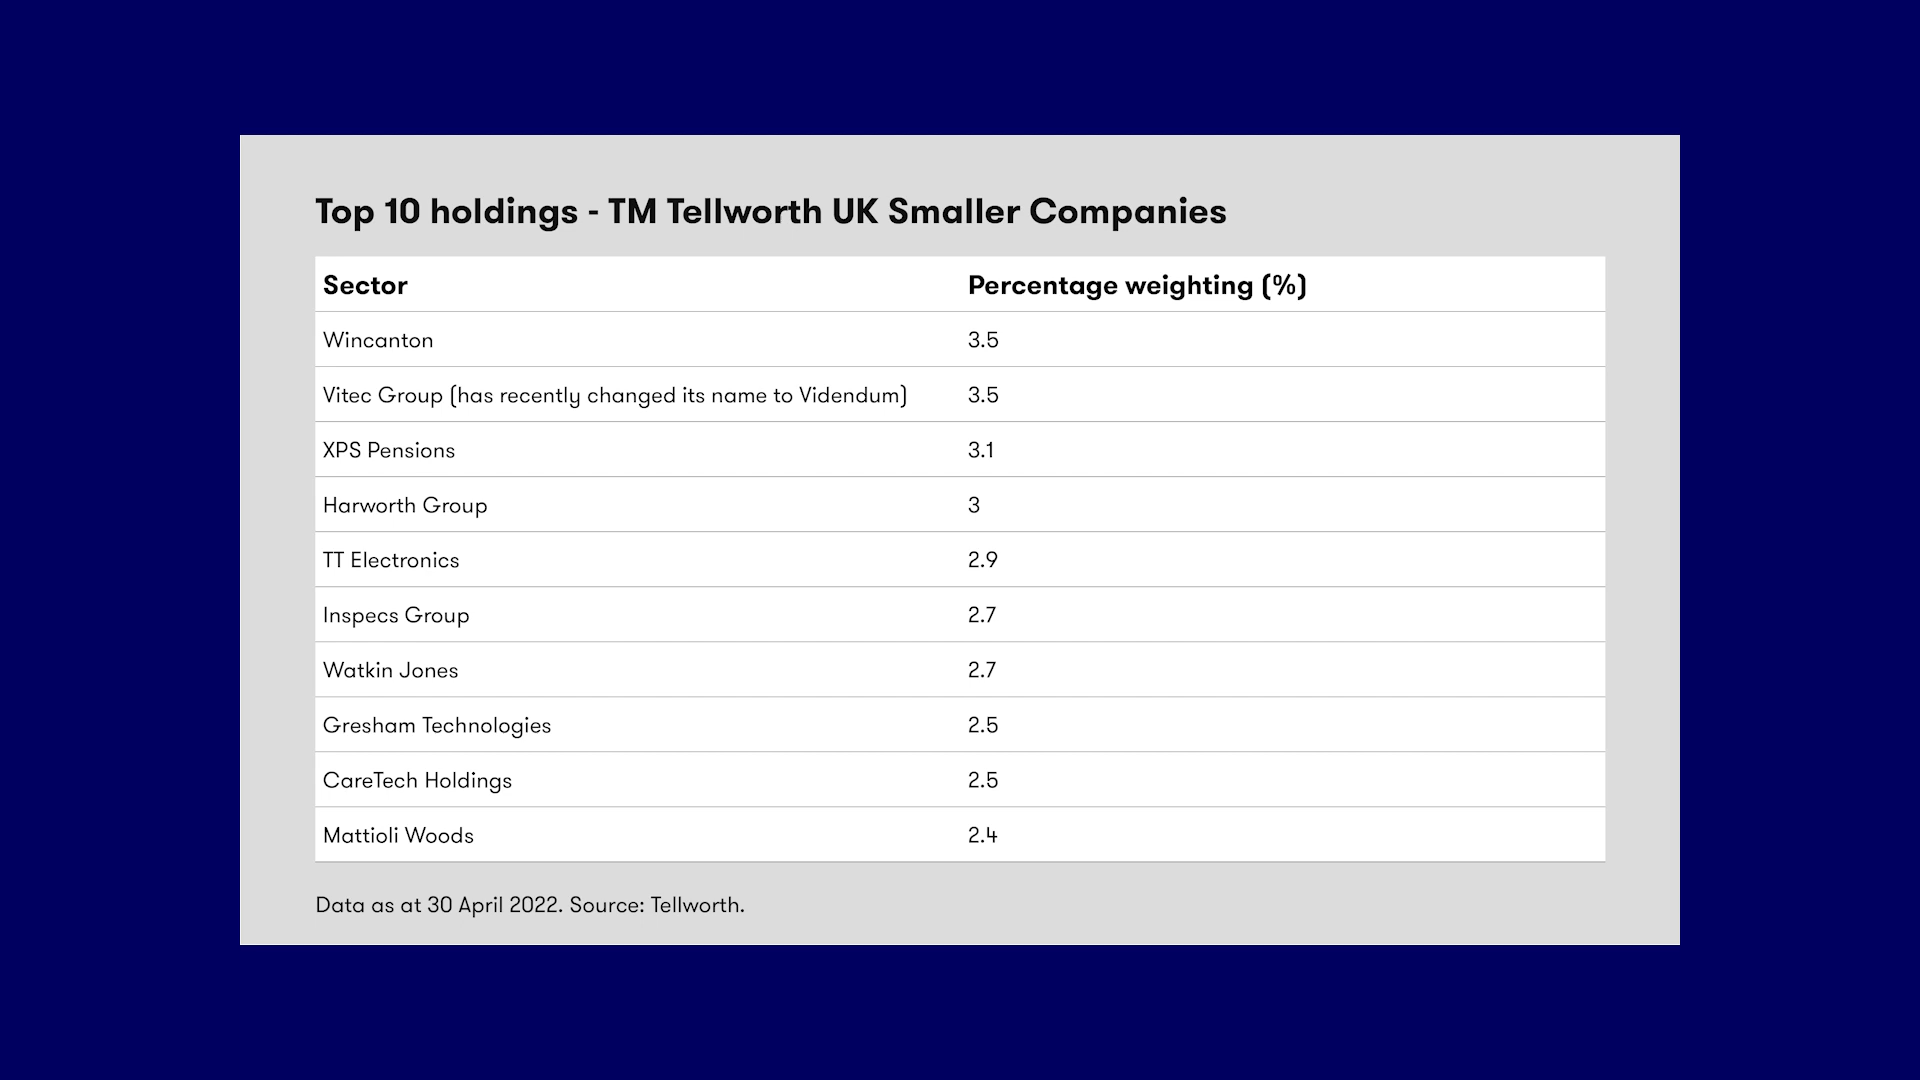 Top 10 holdings - TM Tellworth UK Smaller Companies
Sector Percentage weighting (%)
Wincanton 3.5
Vitec Group (has recently changed its name to Videndum) 3.5
XPS Pensions 3.1
Harworth Group 3
TT Electronics 2.9
Inspecs Group 2.7
Watkin Jones 2.7
Gresham Technologies 2.5
CareTech Holdings 2.5
Mattioli Woods 2.4
Data as at 30 April 2022. Source: Tellworth.